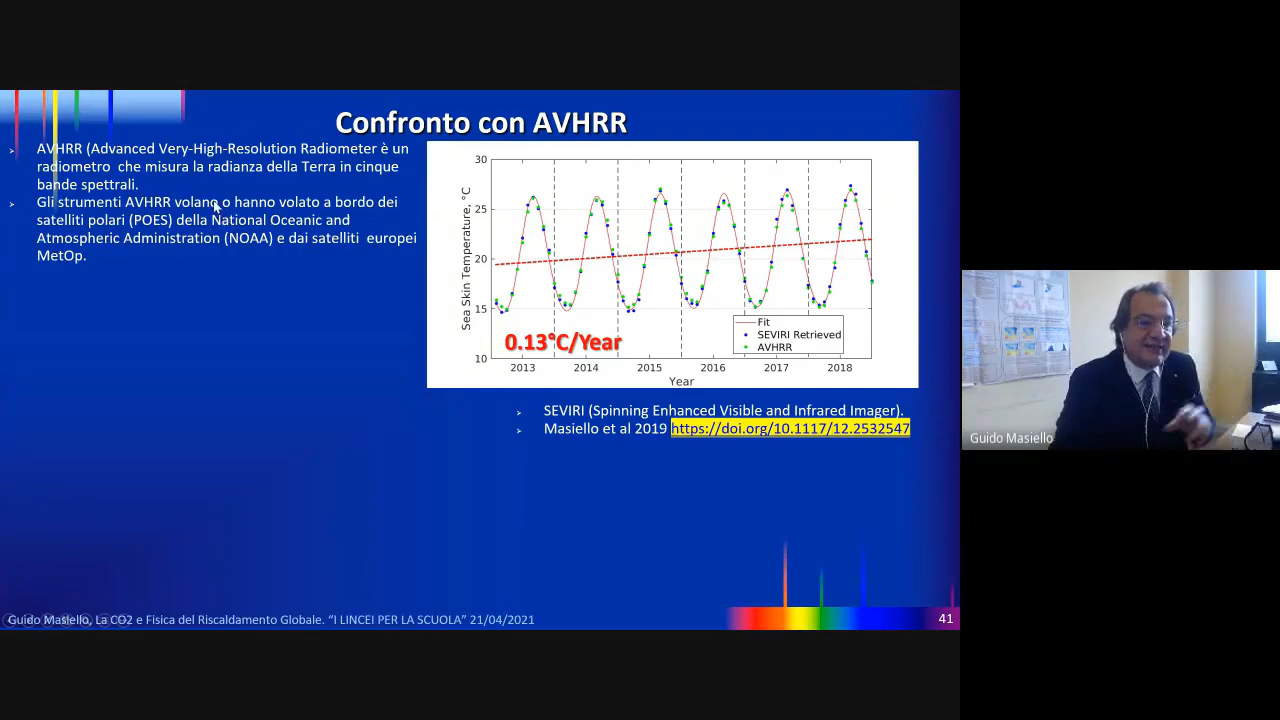 Confronto con AVHRR
AVHRR (Advanced Very-High-Resolution Radiometer è un
radiometro che misura la radianza della Terra in cinque
bande spettrali.
Gli strumenti AVHRR volano o hanno volato a bordo dei
satelliti polari (POES) della National Oceanic and
Atmospheric Administration (NOAA) e dai satelliti europei
MetOp.
30
25
20
15
10
Sea Skin Temperature, °C
0.13°C/Year
Fit
SEVIRI Retrieved
AVHRR
2013 2014 2015 2016 2017 2018
Year
SEVIRI (Spinning Enhanced Visible and Infrared Imager).
Masiello et al 2019 https://doi.org/10.1117/12.2532547
Guido Masiello
Guido Masiello, La CO2 e Fisica del Riscaldamento Globale. "I LINCEI PER LA SCUOLA" 21/04/2021
41